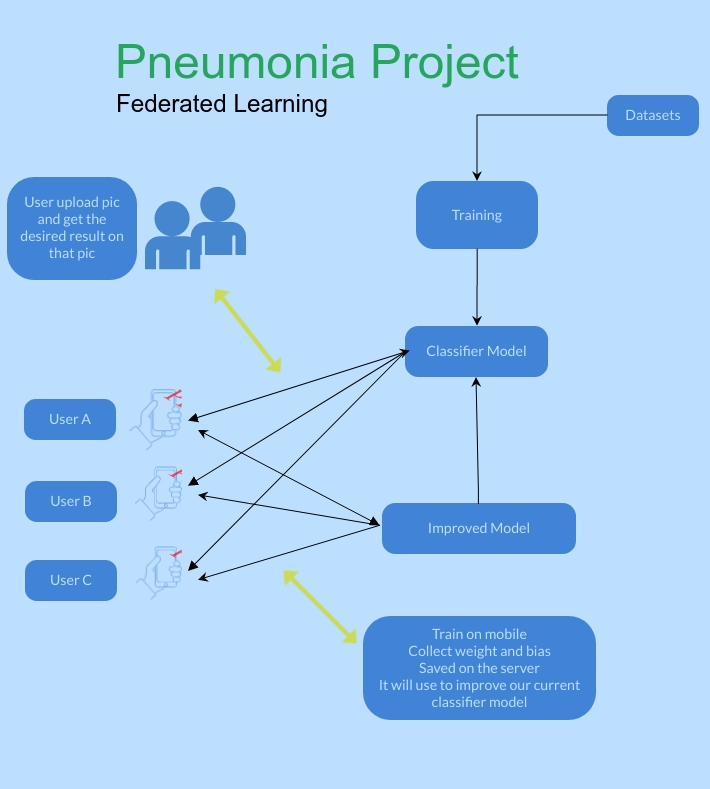 Pneumonia Project
Federated Learning
Datasets
User upload pic
and get the
desired result on
that pic
Training
Classifier Model
User A
User B
User C
Improved Model
Train on mobile
Collect weight and bias
Saved on the server
It will use to improve our current
classifier model